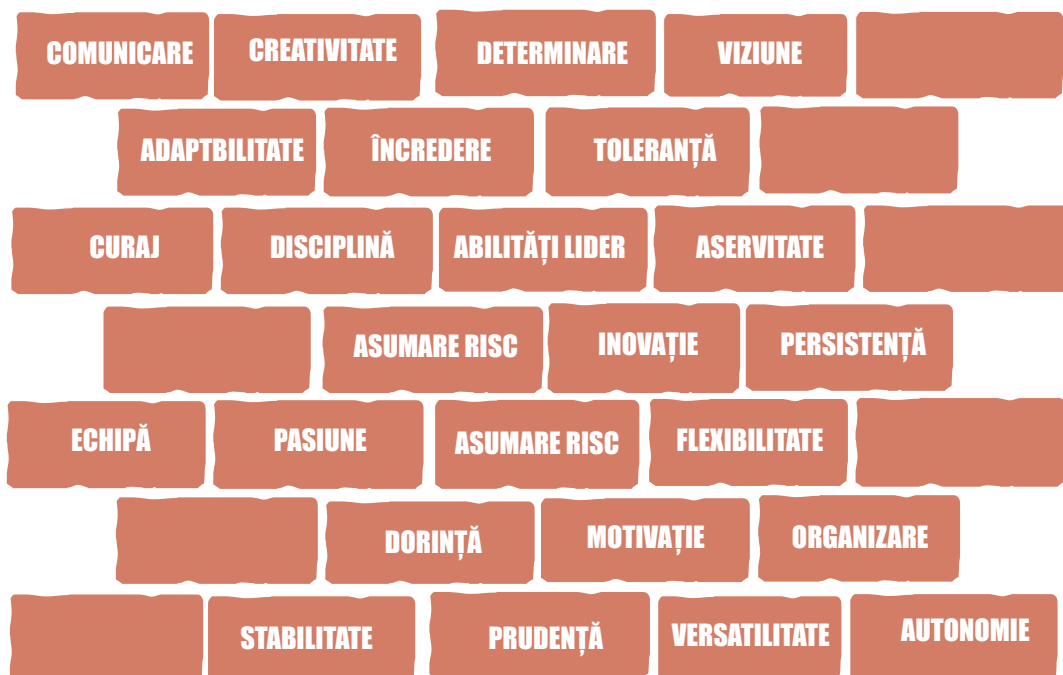 COMUNICARE CREATIVITATE DETERMINARE VIZIUNE
ADAPTBILITATE ÎNCREDERE TOLERANȚĂ
CURAJ DISCIPLINĂ ABILITĂȚI LIDER ASERVITATE
ASUMARE RISC INOVAȚIE PERSISTENȚĂ
ECHIPĂ PASIUNE ASUMARE RISC FLEXIBILITATE
DORINȚĂ MOTIVAȚIE ORGANIZARE
STABILITATE PRUDENȚĂ VERSATILITATE AUTONOMIE